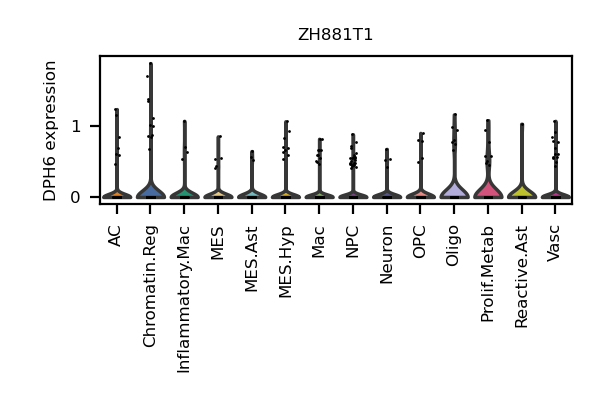 ZH881T1
DPH6 expression
1
0
AC
Chromatin.Reg
Inflammatory.Mac
MES
MES.Ast
MES.Hyp
Mac
NPC
Neuron
OPC
Oligo
Prolif.Metab
Reactive.Ast
Vasc